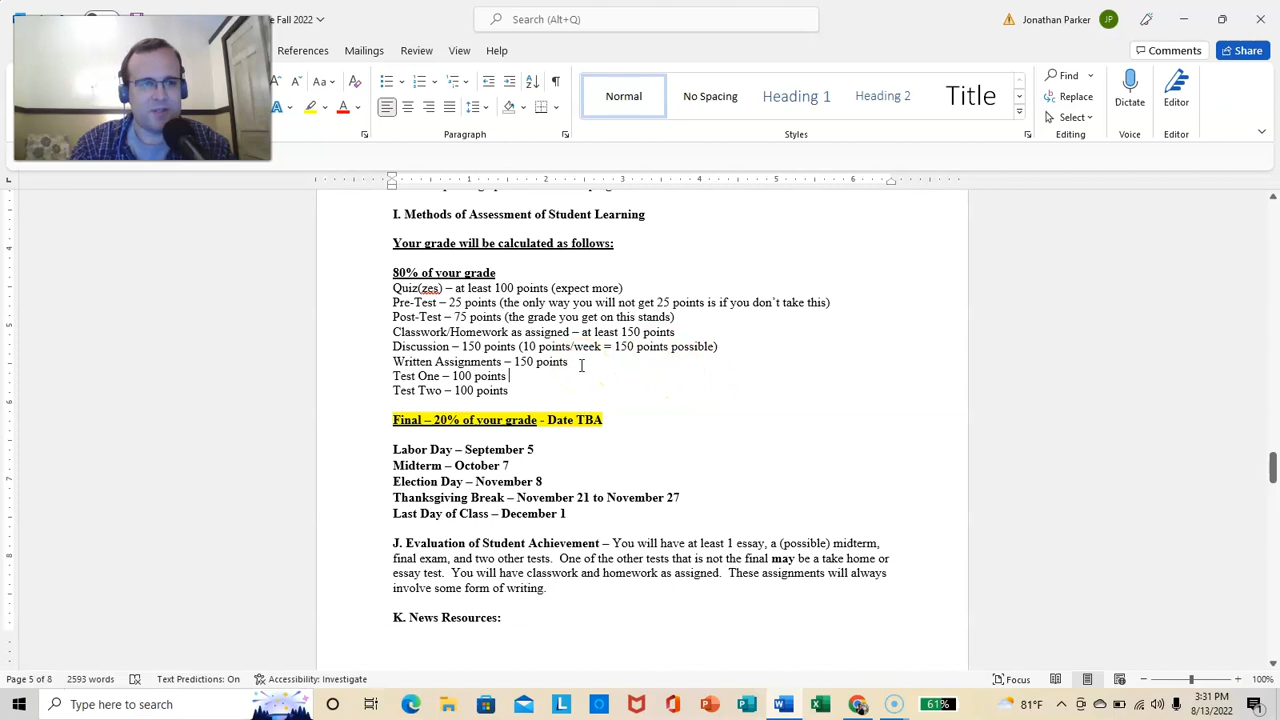 e Fall 2022
Search (Alt+Q)
Jonathan Parker
JP
References
Mailings
Review
View
Help
Comments
Share
Aa
A
Normal
No Spacing
Heading 1
Heading 2
Title
Find
Replace
Select
Dictate
Editor
Paragraph
Styles
Editing
Voice
Editor
1 2 3 4 5 6
I. Methods of Assessment of Student Learning
Your grade will be calculated as follows:
80% of your grade
Quiz(zes) – at least 100 points (expect more)
Pre-Test – 25 points (the only way you will not get 25 points is if you don’t take this)
Post-Test – 75 points (the grade you get on this stands)
Classwork/Homework as assigned – at least 150 points
Discussion – 150 points (10 points/week = 150 points possible)
Written Assignments – 150 points
Test One – 100 points
Test Two – 100 points
Final – 20% of your grade - Date TBA
Labor Day – September 5
Midterm – October 7
Election Day – November 8
Thanksgiving Break – November 21 to November 27
Last Day of Class – December 1
J. Evaluation of Student Achievement – You will have at least 1 essay, a (possible) midterm,
final exam, and two other tests.  One of the other tests that is not the final may be a take home or
essay test.  You will have classwork and homework as assigned.  These assignments will always
involve some form of writing.
K. News Resources:
Page 5 of 8
2593 words
Text Predictions: On
Accessibility: Investigate
Focus
100%
Type here to search
61%
81°F
3:31 PM
8/13/2022